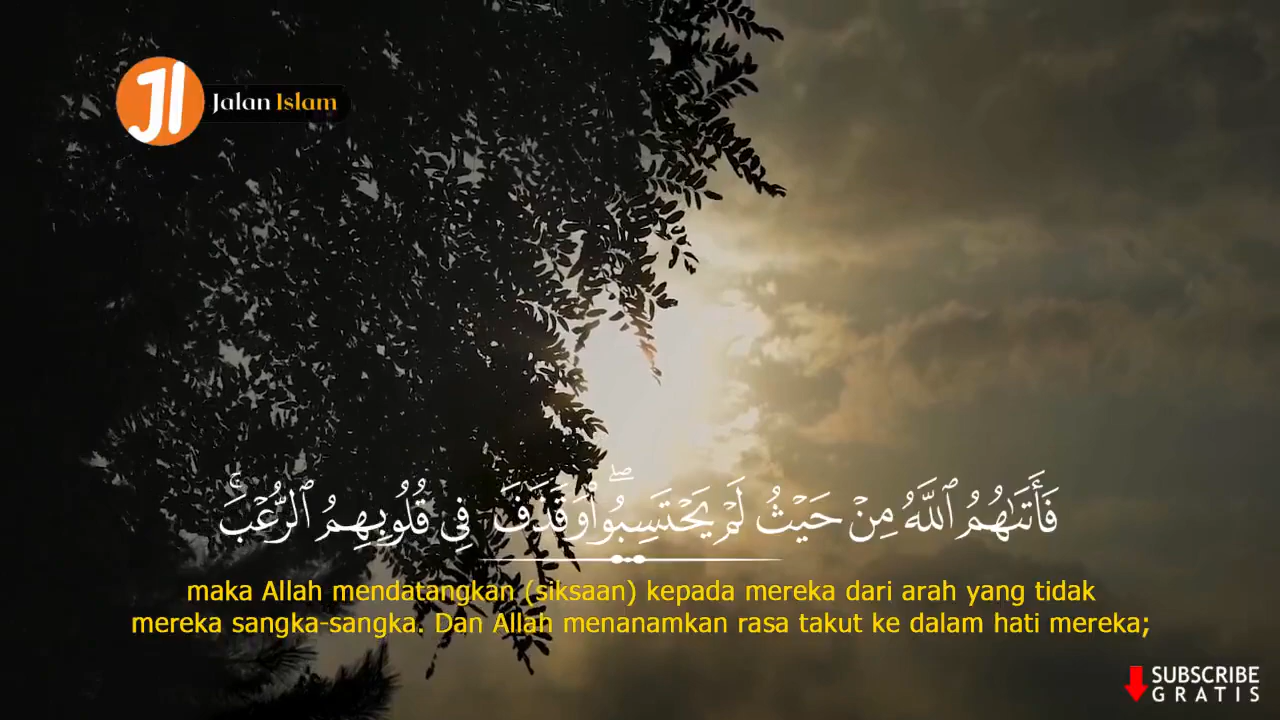 JI
Jalan Islam
فَأَتَىٰهُمُ ٱللَّهُ مِنْ حَيْثُ لَمْ يَحْتَسِبُوا۟ ۖ وَقَذَفَ فِى قُلُوبِهِمُ ٱلرُّعْبَ ۚ
maka Allah mendatangkan (siksaan) kepada mereka dari arah yang tidak
mereka sangka-sangka. Dan Allah menanamkan rasa takut ke dalam hati mereka;
SUBSCRIBE
GRATIS